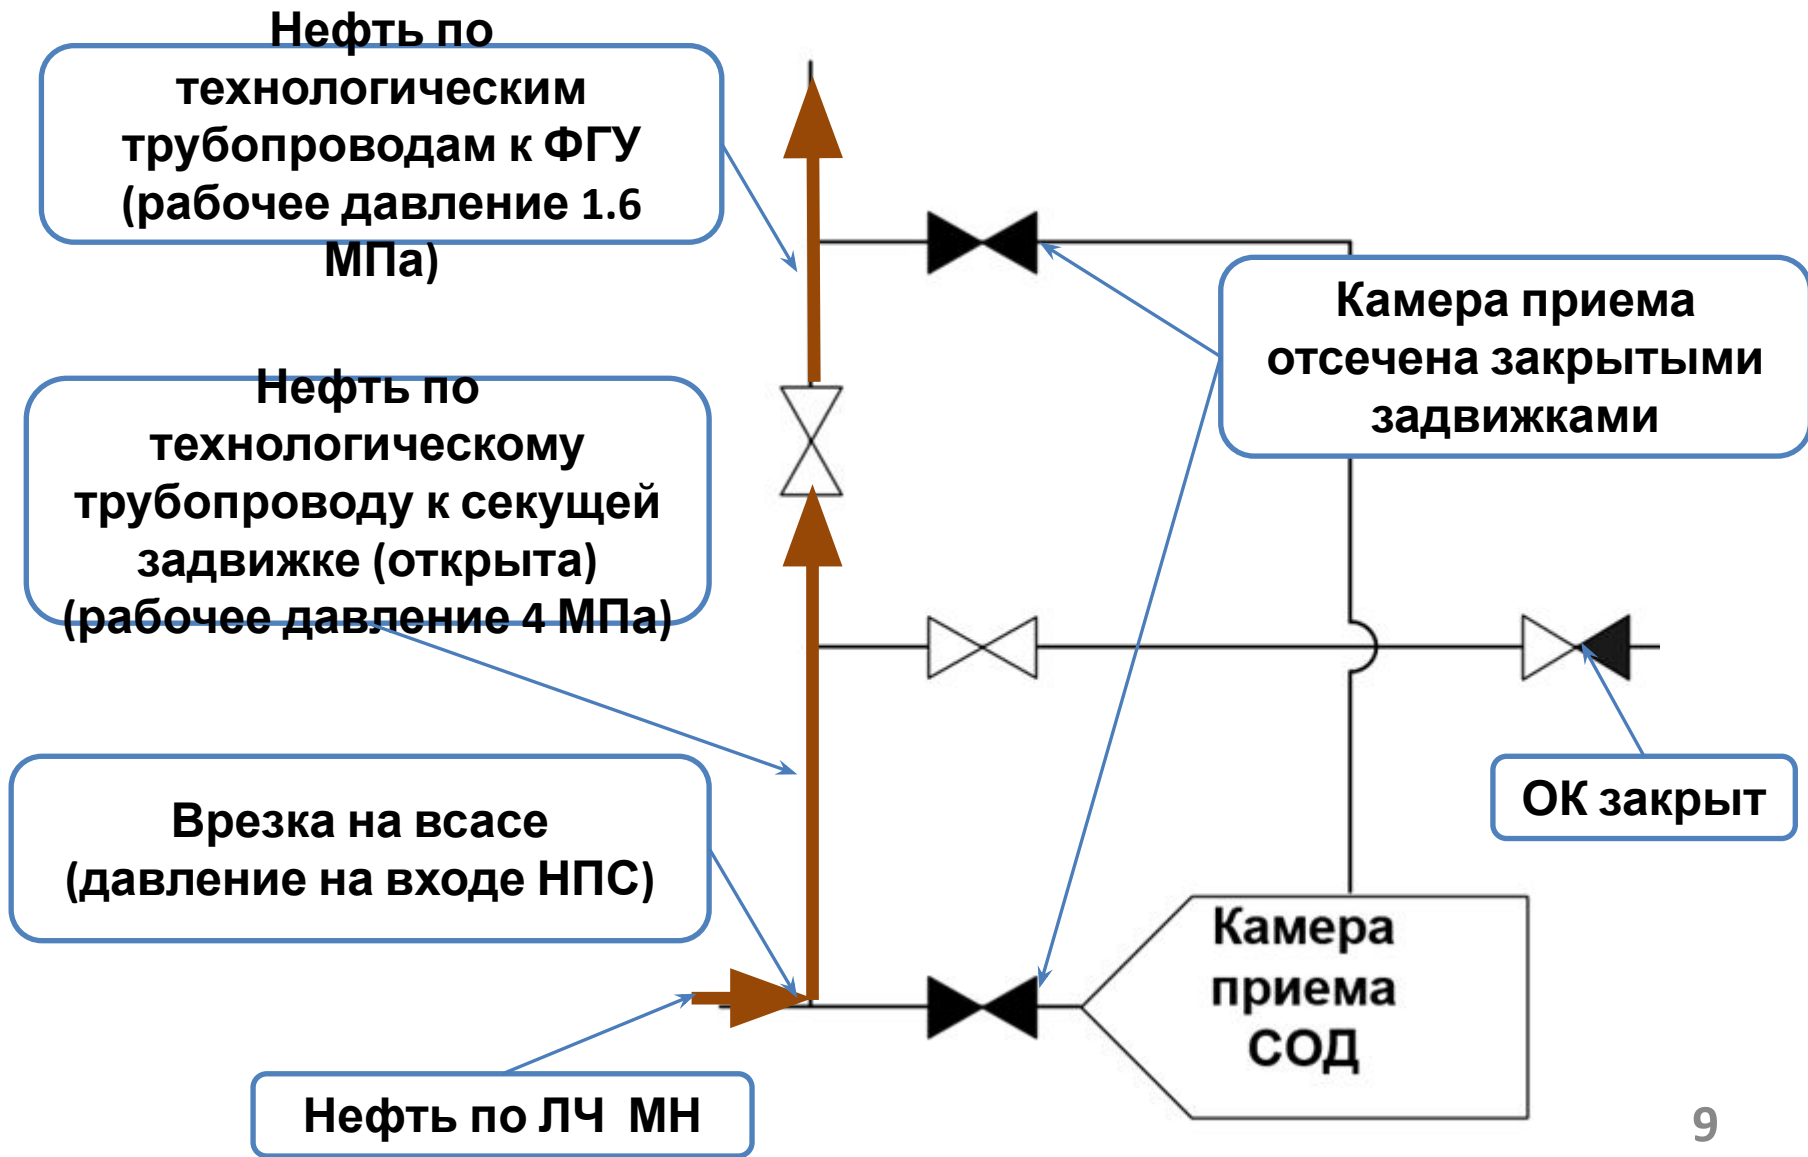 Нефть по
технологическим
трубопроводам к ФГУ
(рабочее давление 1.6
МПа)
Камера приема
отсечена закрытыми
задвижками
Нефть по
технологическому
трубопроводу к секущей
задвижке (открыта)
(рабочее давление 4 МПа)
Врезка на всасе
(давление на входе НПС)
ОК закрыт
Камера
приема
СОД
Нефть по ЛЧ МН
9